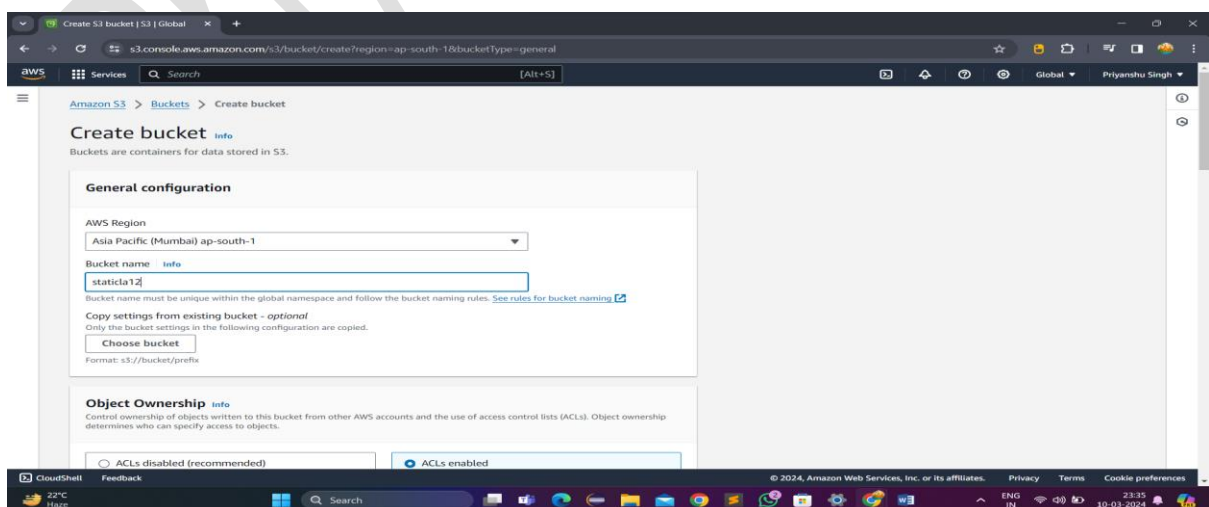 Create S3 bucket | S3 | Global
s3.console.aws.amazon.com/s3/bucket/create?region=ap-south-1&bucketType=general
aws Services Search [Alt+S] Global Priyanshu Singh
Amazon S3 > Buckets > Create bucket
Create bucket Info
Buckets are containers for data stored in S3.
General configuration
AWS Region
Asia Pacific (Mumbai) ap-south-1
Bucket name Info
staticla12
Bucket name must be unique within the global namespace and follow the bucket naming rules. See rules for bucket naming
Copy settings from existing bucket - optional
Only the bucket settings in the following configuration are copied.
Choose bucket
Format: s3://bucket/prefix
Object Ownership Info
Control ownership of objects written to this bucket from other AWS accounts and the use of access control lists (ACLs). Object ownership
determines who can specify access to objects.
ACLs disabled (recommended) ACLs enabled
CloudShell Feedback © 2024, Amazon Web Services, Inc. or its affiliates. Privacy Terms Cookie preferences
22°C Search ENG 23:35
Haze IN 10-03-2024